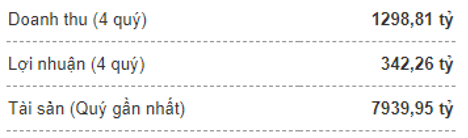 Doanh thu (4 quý) 1298,81 tỷ
Lợi nhuận (4 quý) 342,26 tỷ
Tài sản (Quý gần nhất) 7939,95 tỷ